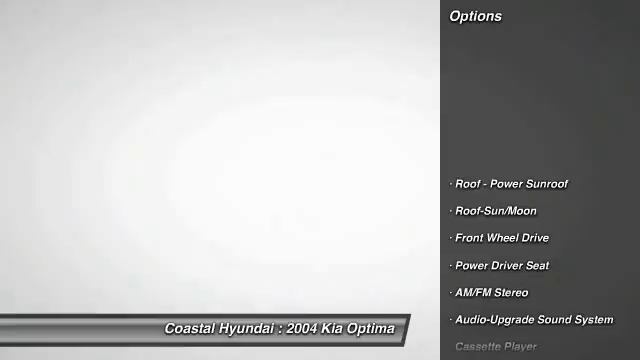 Options
· Roof - Power Sunroof
· Roof-Sun/Moon
· Front Wheel Drive
· Power Driver Seat
· AM/FM Stereo
· Audio-Upgrade Sound System
Cassette Player
Coastal Hyundai : 2004 Kia Optima